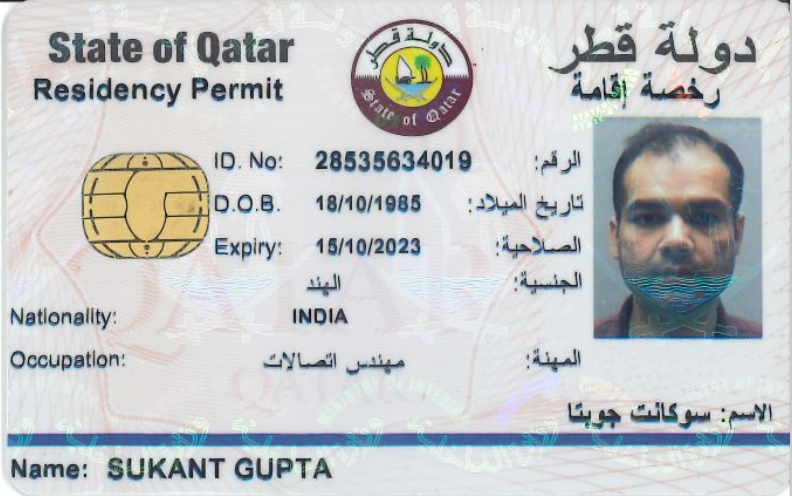 State of Qatar دولة قطر
Residency Permit رخصة إقامة
دولة قطر
State of Qatar
ID. No: 28535634019 الرقم:
D.O.B. 18/10/1985 تاريخ الميلاد:
Expiry: 15/10/2023 الصلاحية:
الهند الجنسية:
Nationality: INDIA
Occupation: مهندس اتصالات المهنة:
الاسم: سوكانت جوبتا
Name: SUKANT GUPTA